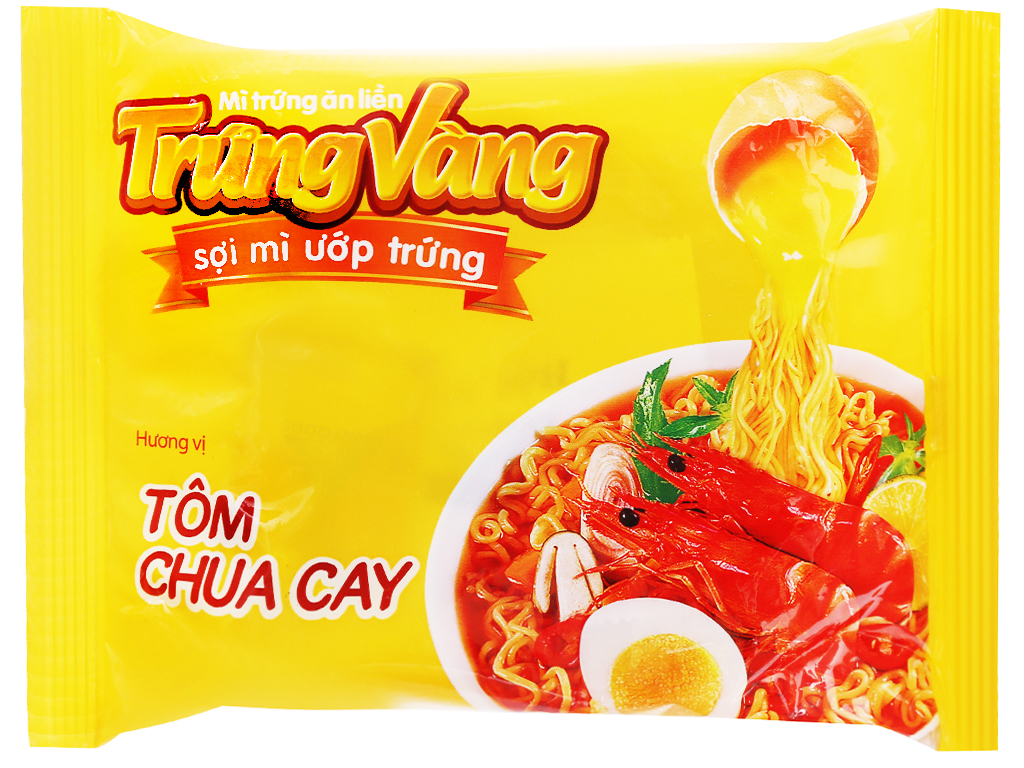 Mì trứng ăn liền
Trứng Vàng
sợi mì ướp trứng
Hương vị
TÔM
CHUA CAY